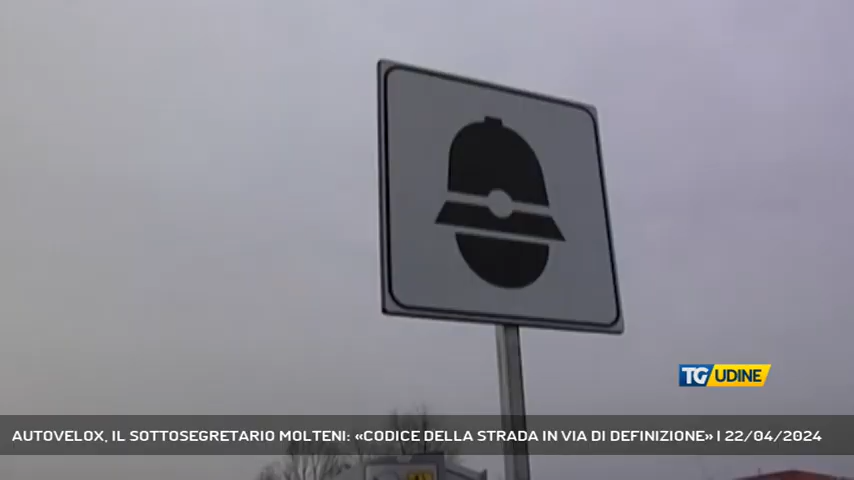 TG UDINE
AUTOVELOX, IL SOTTOSEGRETARIO MOLTENI: «CODICE DELLA STRADA IN VIA DI DEFINIZIONE» | 22/04/2024